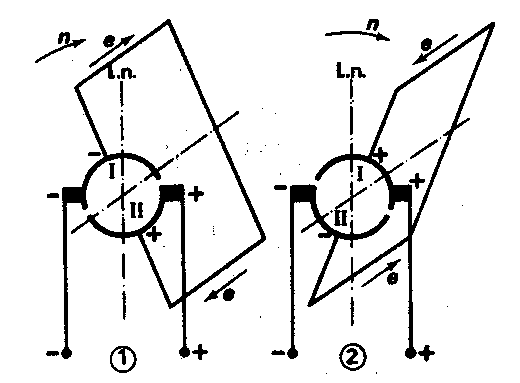 n e
L.n.
- I
- II +
+
e
- ① +
n e
L.n.
+
- I +
II
-
e
- ② +